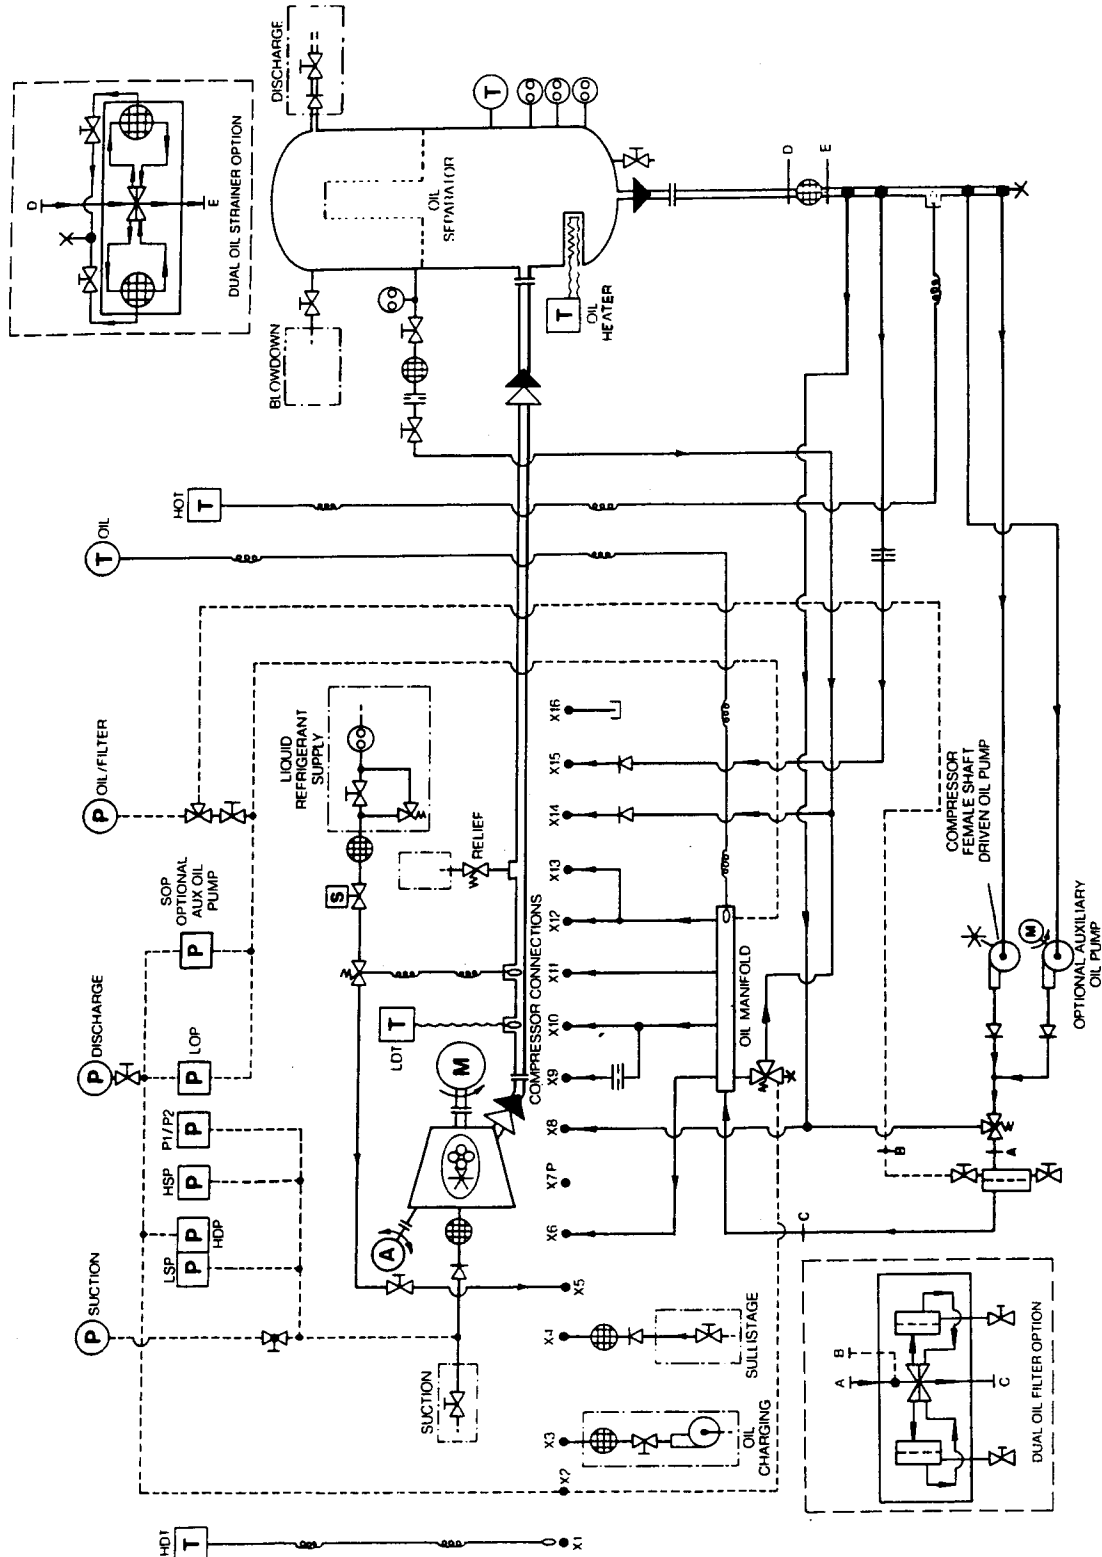 HDT
T
X1
X2
P
SUCTION
LSP
P
P
HDP
HSP
P
P1/P2
P
P
DISCHARGE
LOP
P
SOP
OPTIONAL
AUX OIL
PUMP
P
P
OIL/FILTER
T
OIL
HOT
T
SUCTION
A
M
LDT
T
S
LIQUID
REFRIGERANT
SUPPLY
RELIEF
COMPRESSOR CONNECTIONS
X3
X4
X5
X6
X7P
X8
X9
X10
X11
X12
X13
X14
X15
X16
OIL
CHARGING
SULLISTAGE
OIL MANIFOLD
C
B
A
COMPRESSOR
FEMALE SHAFT
DRIVEN OIL PUMP
M
OPTIONAL AUXILIARY
OIL PUMP
A
B
C
DUAL OIL FILTER OPTION
BLOWDOWN
DISCHARGE
OIL
SEPARATOR
T
T
OIL
HEATER
D
E
D
E
DUAL OIL STRAINER OPTION